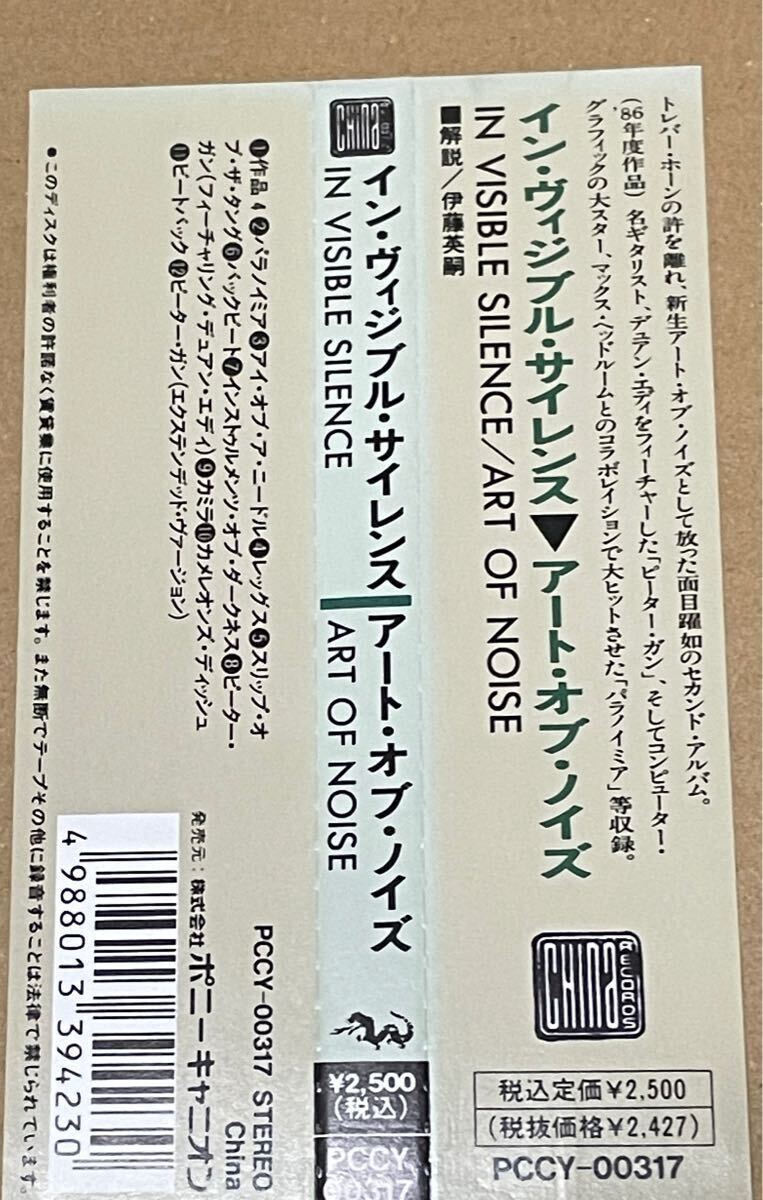 トレバー・ホーンの許を離れ、新生アート・オブ・ノイズとして放った面目躍如のセカンド・アルバム。
('86年度作品) 名ギタリスト、デュアン・エディをフィーチャーした「ピーター・ガン」、そしてコンピューター・
グラフィックの大スター、マックス・ヘッドルームとのコラボレイションで大ヒットさせた「パラノイミア」等収録。
イン・ヴィジブル・サイレンス▼アート・オブ・ノイズ
IN VISIBLE SILENCE/ART OF NOISE
■解説/伊藤英嗣
CHINA RECORDS
税込定価¥2,500
(税抜価格¥2,427)
PCCY-00317
CHINA
イン・ヴィジブル・サイレンス
アート・オブ・ノイズ
IN VISIBLE SILENCE
ART OF NOISE
¥2,500
(税込)
PCCY
00317
❶作品 4 ❷パラノイミア❸アイ・オブ・ア・ニードル❹レッグス❺スリップ・オ
ブ・ザ・タング❻バックビート❼インストゥルメンツ・オブ・ダークネス❽ピーター・
ガン(フィーチャリング・デュアン・エディ)❾カミラ❿カメレオンズ・ディッシュ
⓫ビートバック⓬ピーター・ガン(エクステンデッド・ヴァージョン)
PCCY-00317 STEREO
China
発売元:株式会社ポニーキャニオン
4 988013 394230
●このディスクは権利者の許諾なく賃貸業に使用することを禁じます。また無断でテープその他に録音することは法律で禁じられています。